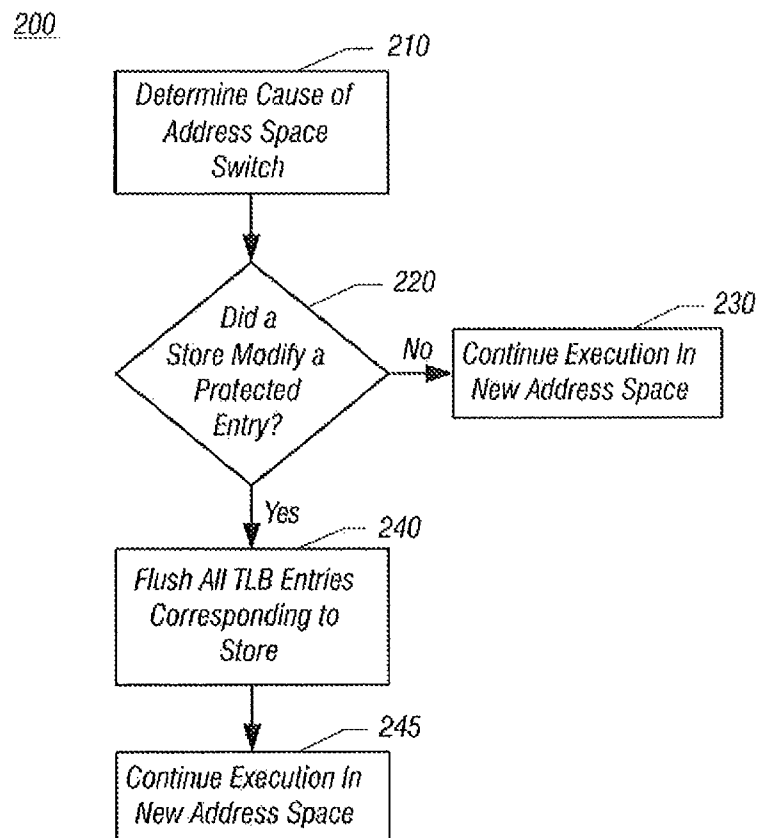 200
210
Determine Cause of
Address Space
Switch
220
Did a
Store Modify a
Protected
Entry?
No
230
Continue Execution In
New Address Space
Yes
240
Flush All TLB Entries
Corresponding to
Store
245
Continue Execution In
New Address Space